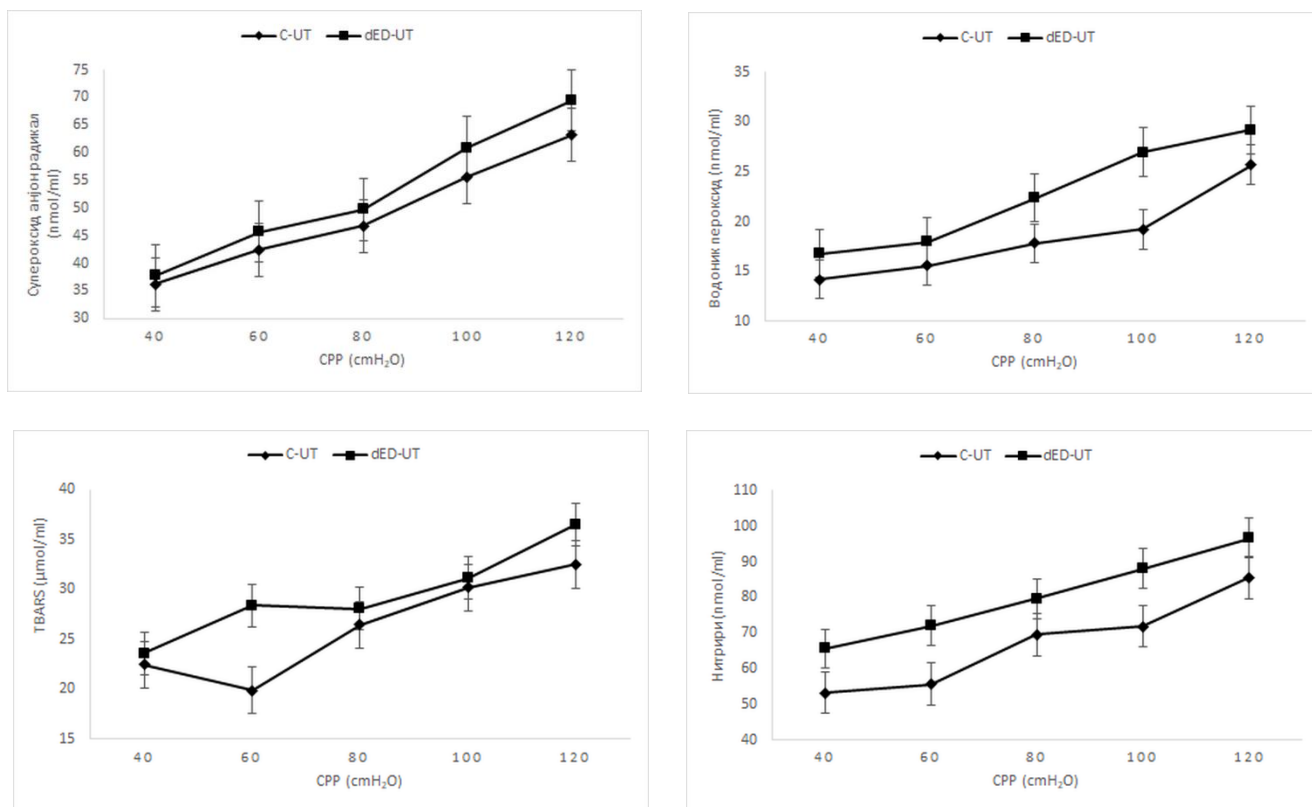 C-UT dED-UT
75
70
65
60
55
50
45
40
35
30
Супероксид анјон радикал
(nmol/ml)
40 60 80 100 120
CPP (cmH₂O)
C-UT dED-UT
35
30
25
20
15
10
Водоник пероксид (nmol/ml)
40 60 80 100 120
CPP (cmH₂O)
C-UT dED-UT
40
35
30
25
20
15
TBARS (µmol/ml)
40 60 80 100 120
CPP (cmH₂O)
C-UT dED-UT
110
100
90
80
70
60
50
40
Нитрири (nmol/ml)
40 60 80 100 120
CPP (cmH₂O)